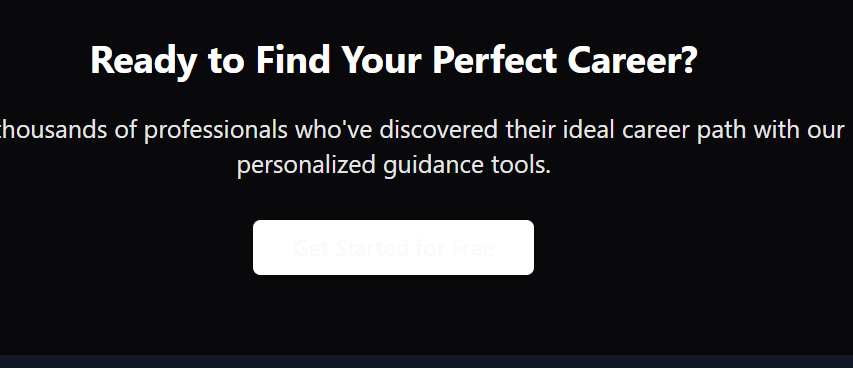 Ready to Find Your Perfect Career?
thousands of professionals who've discovered their ideal career path with our
personalized guidance tools.
Get Started for Free